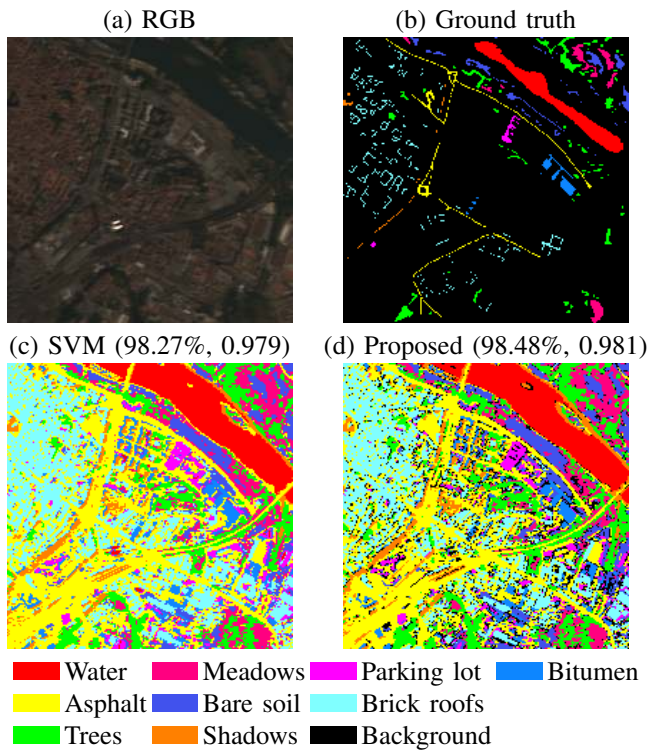 (a) RGB
(b) Ground truth
(c) SVM (98.27%, 0.979)
(d) Proposed (98.48%, 0.981)
Water
Meadows
Parking lot
Bitumen
Asphalt
Bare soil
Brick roofs
Trees
Shadows
Background